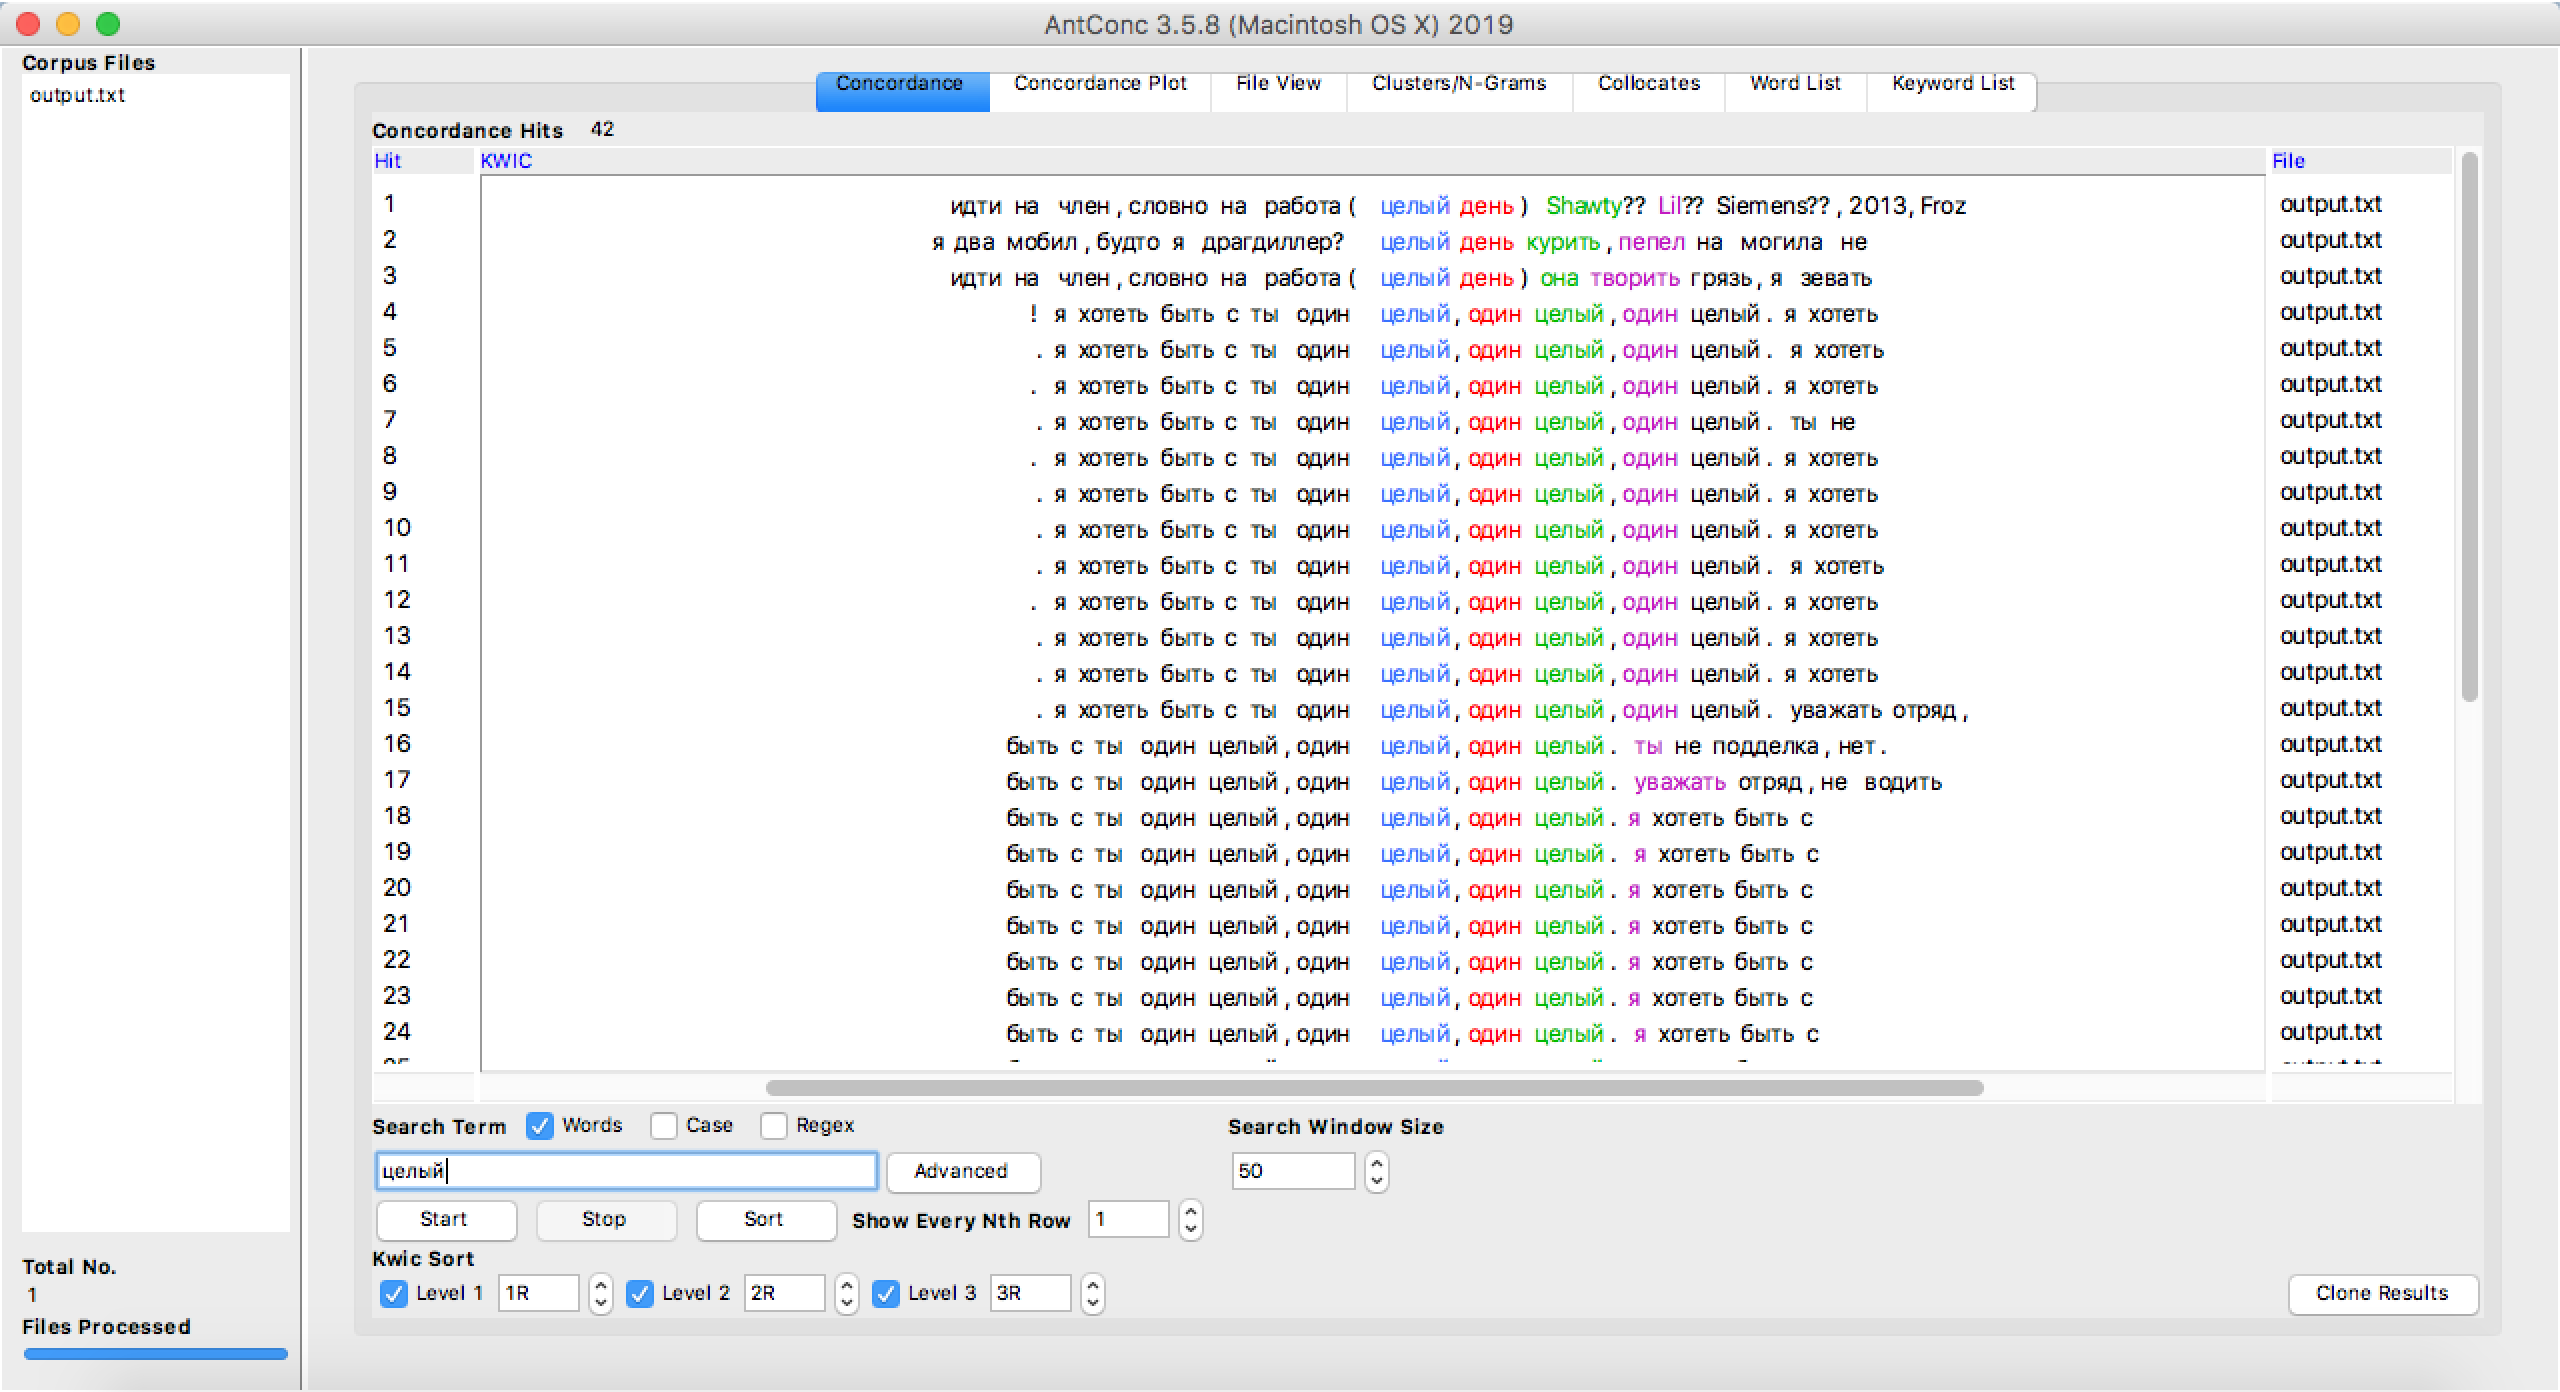 AntConc 3.5.8 (Macintosh OS X) 2019
Corpus Files
output.txt
Concordance Concordance Plot File View Clusters/N-Grams Collocates Word List Keyword List
Concordance Hits 42
Hit KWIC File
1 идти на член,словно на работа( целый день) Shawty?? Lil?? Siemens??,2013,Froz output.txt
2 я два мобил,будто я драгдиллер? целый день курить,пепел на могила не output.txt
3 идти на член,словно на работа( целый день) она творить грязь,я зевать output.txt
4 ! я хотеть быть с ты один целый,один целый,один целый. я хотеть output.txt
5 . я хотеть быть с ты один целый,один целый,один целый. я хотеть output.txt
6 . я хотеть быть с ты один целый,один целый,один целый. я хотеть output.txt
7 . я хотеть быть с ты один целый,один целый,один целый. ты не output.txt
8 . я хотеть быть с ты один целый,один целый,один целый. я хотеть output.txt
9 . я хотеть быть с ты один целый,один целый,один целый. я хотеть output.txt
10 . я хотеть быть с ты один целый,один целый,один целый. я хотеть output.txt
11 . я хотеть быть с ты один целый,один целый,один целый. я хотеть output.txt
12 . я хотеть быть с ты один целый,один целый,один целый. я хотеть output.txt
13 . я хотеть быть с ты один целый,один целый,один целый. я хотеть output.txt
14 . я хотеть быть с ты один целый,один целый,один целый. я хотеть output.txt
15 . я хотеть быть с ты один целый,один целый,один целый. уважать отряд, output.txt
16 быть с ты один целый,один целый,один целый. ты не подделка,нет. output.txt
17 быть с ты один целый,один целый,один целый. уважать отряд,не водить output.txt
18 быть с ты один целый,один целый,один целый. я хотеть быть с output.txt
19 быть с ты один целый,один целый,один целый. я хотеть быть с output.txt
20 быть с ты один целый,один целый,один целый. я хотеть быть с output.txt
21 быть с ты один целый,один целый,один целый. я хотеть быть с output.txt
22 быть с ты один целый,один целый,один целый. я хотеть быть с output.txt
23 быть с ты один целый,один целый,один целый. я хотеть быть с output.txt
24 быть с ты один целый,один целый,один целый. я хотеть быть с output.txt
Search Term Words Case Regex Search Window Size
целый Advanced 50
Start Stop Sort Show Every Nth Row 1
Kwic Sort
Level 1 1R Level 2 2R Level 3 3R Clone Results
Total No.
1
Files Processed